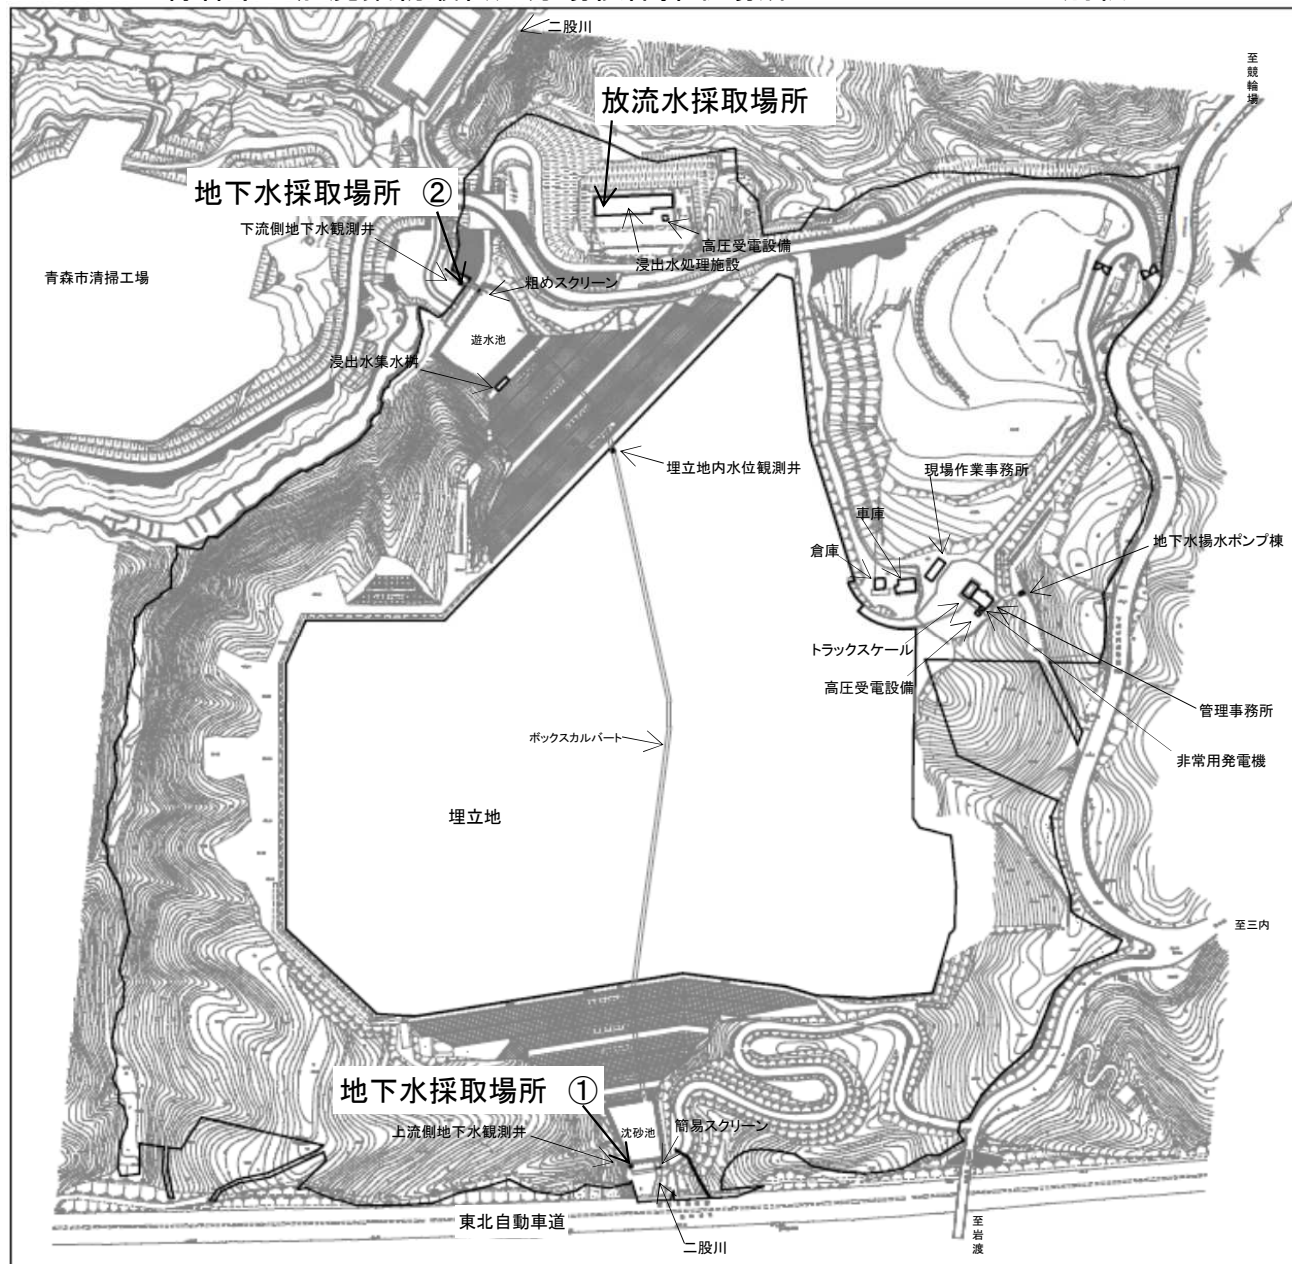 二股川
至競輪場
放流水採取場所
地下水採取場所 ②
下流側地下水観測井
高圧受電設備
浸出水処理施設
青森市清掃工場
粗めスクリーン
遊水池
浸出水集水桝
埋立地内水位観測井
現場作業事務所
車庫
倉庫
地下水揚水ポンプ棟
トラックスケール
高圧受電設備
管理事務所
非常用発電機
ボックスカルバート
埋立地
至三内
地下水採取場所 ①
上流側地下水観測井
沈砂池
簡易スクリーン
東北自動車道
二股川
至岩渡